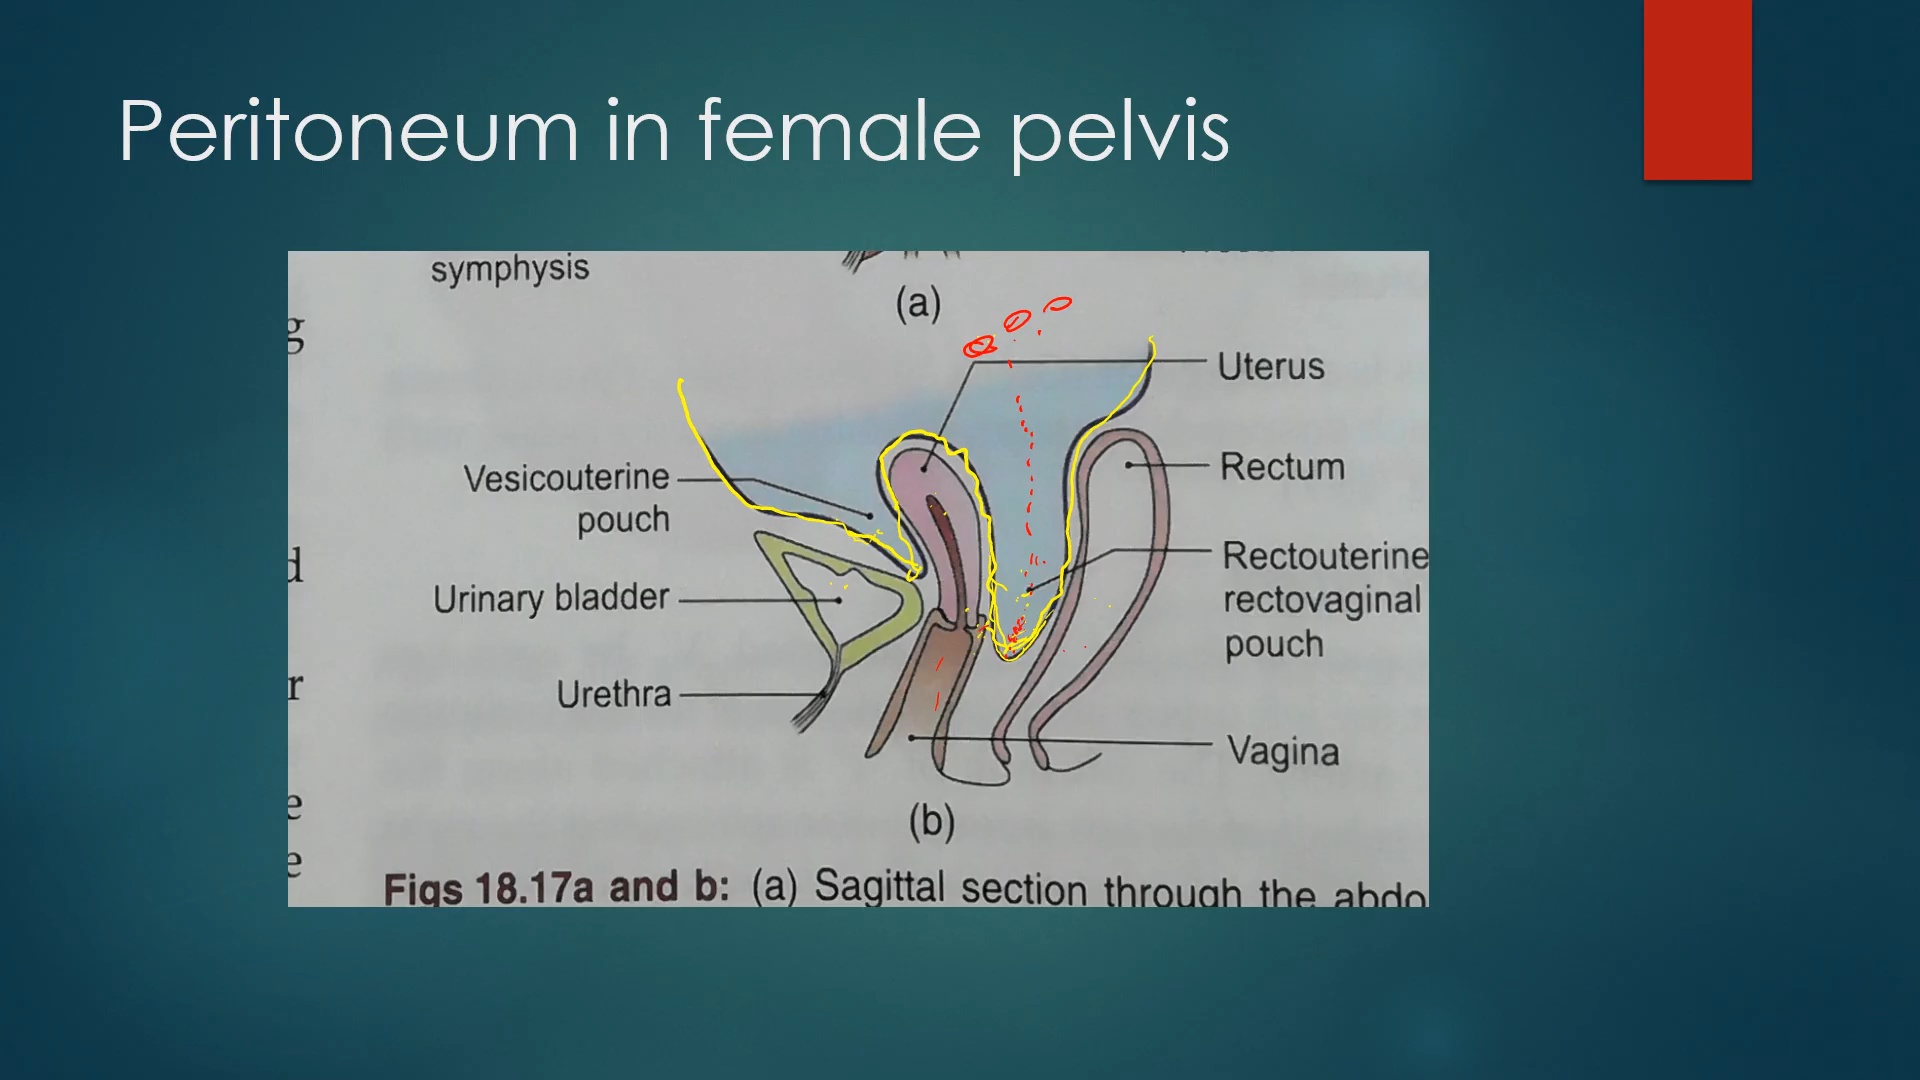 Peritoneum in female pelvis
symphysis
(a)
g
Uterus
Vesicouterine
pouch
Rectum
d
Rectouterine
rectovaginal
pouch
Urinary bladder
Urethra
r
Vagina
e
(b)
e
Figs 18.17a and b: (a) Sagittal section through the abdo